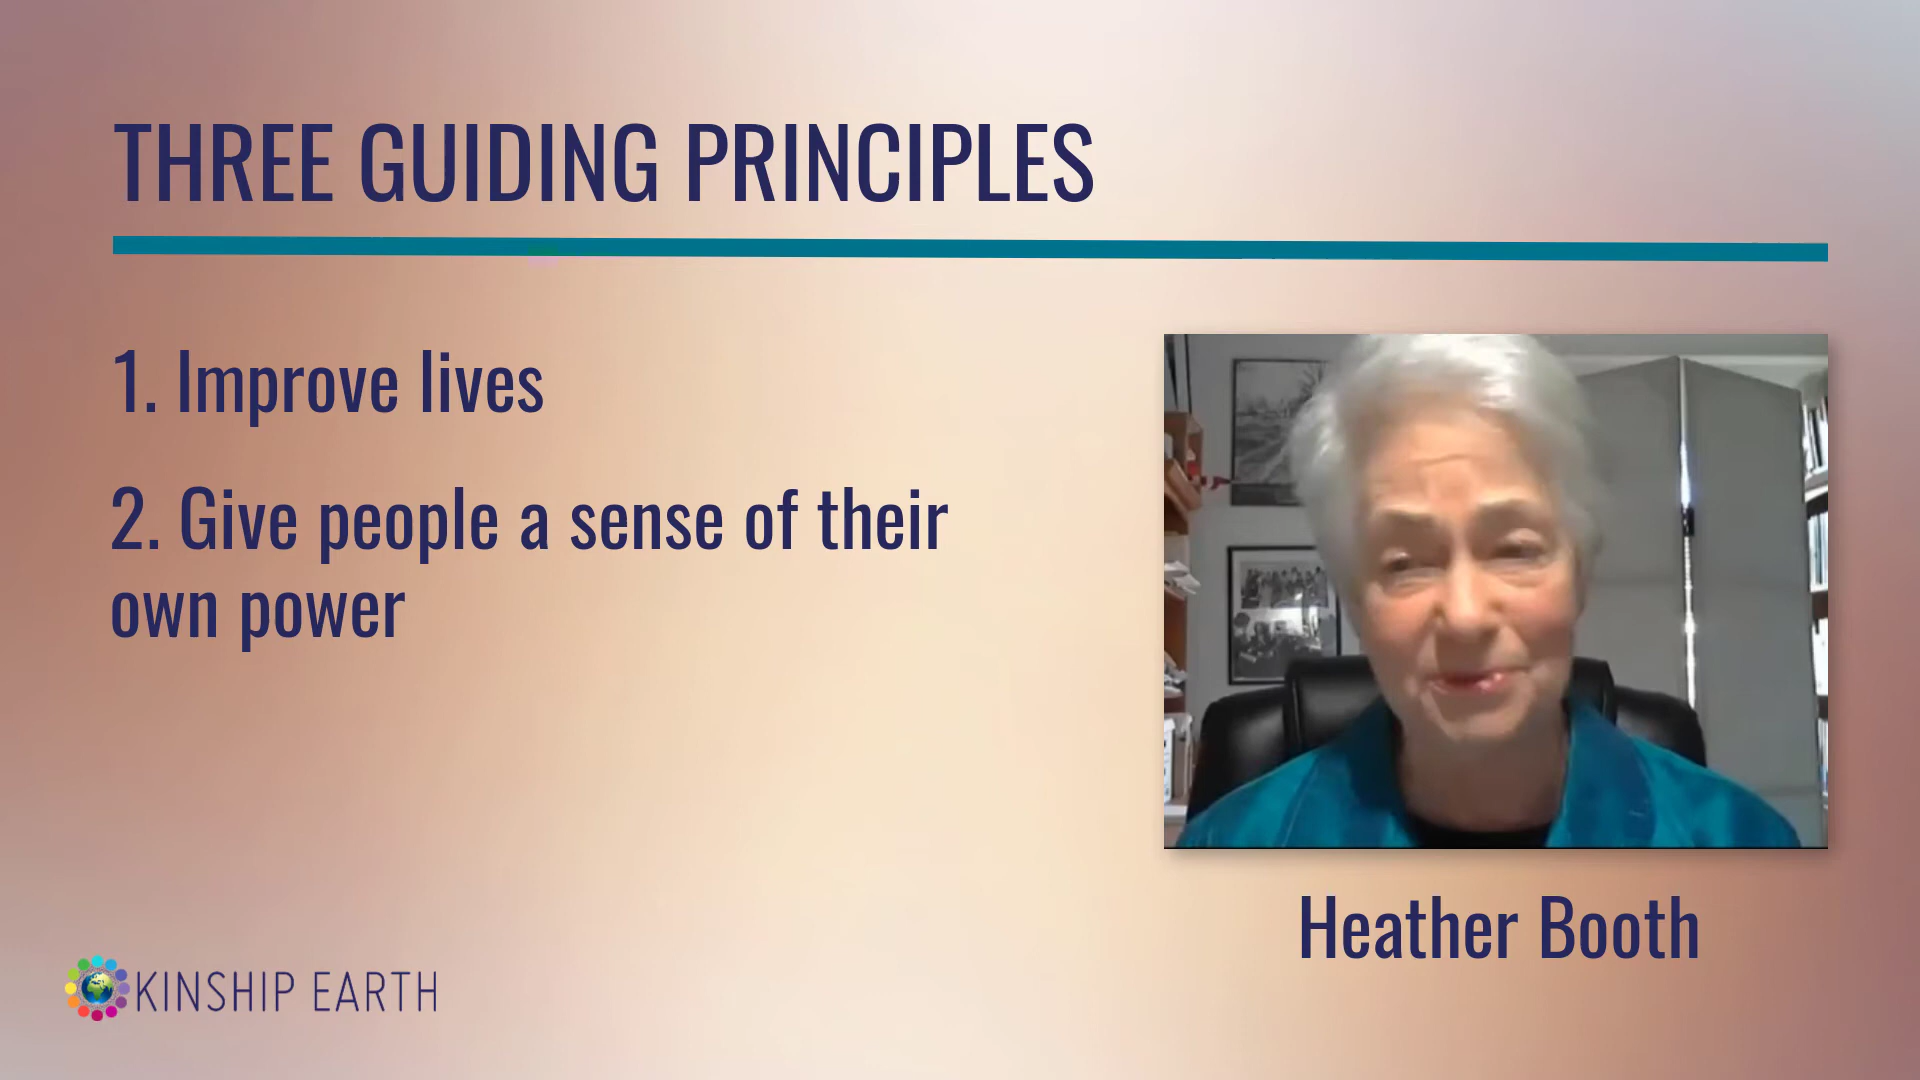 THREE GUIDING PRINCIPLES
1. Improve lives
2. Give people a sense of their
own power
Heather Booth
KINSHIP EARTH